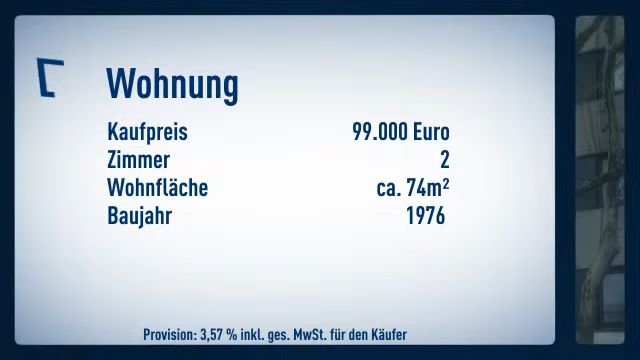 Wohnung
Kaufpreis 99.000 Euro
Zimmer 2
Wohnfläche ca. 74m²
Baujahr 1976
Provision: 3,57 % inkl. ges. MwSt. für den Käufer